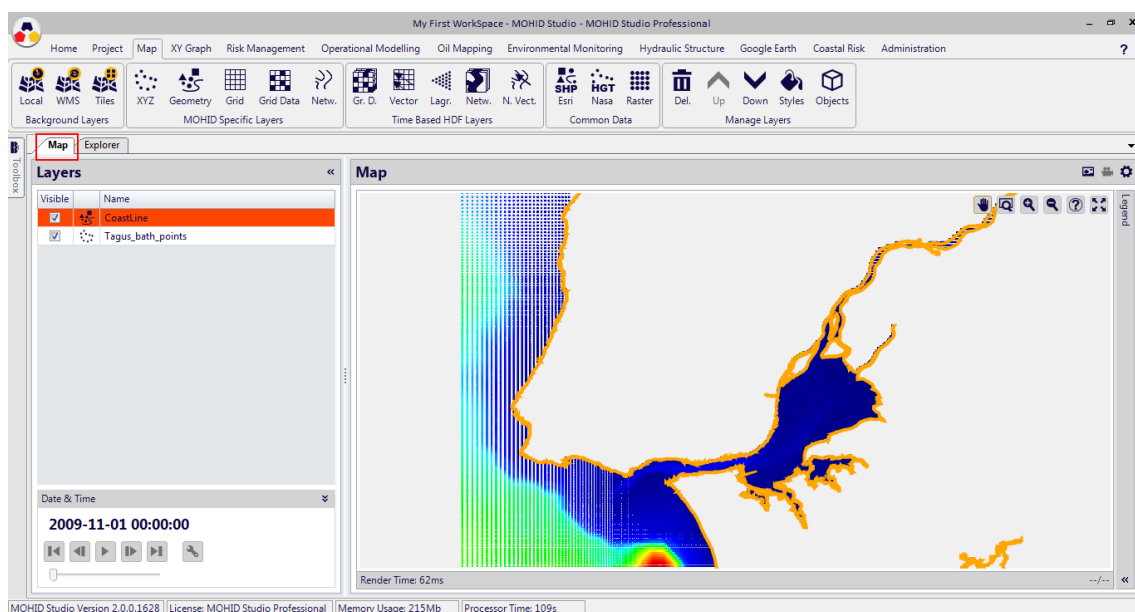 My First WorkSpace - MOHID Studio - MOHID Studio Professional
Home Project Map XY Graph Risk Management Operational Modelling Oil Mapping Environmental Monitoring Hydraulic Structure Google Earth Coastal Risk Administration ?
Local WMS Tiles XYZ Geometry Grid Grid Data Netw. Gr. D. Vector Lagr. Netw. N. Vect. SHP Esri HGT Nasa Raster Del. Up Down Styles Objects
Background Layers MOHID Specific Layers Time Based HDF Layers Common Data Manage Layers
Toolbox
Map Explorer
Layers «
Visible Name
CoastLine
Tagus_bath_points
Date & Time
2009-11-01 00:00:00
Map
Legend
Render Time: 62ms --/-- «
MOHID Studio Version 2.0.0.1628 License: MOHID Studio Professional Memory Usage: 215Mb Processor Time: 109s